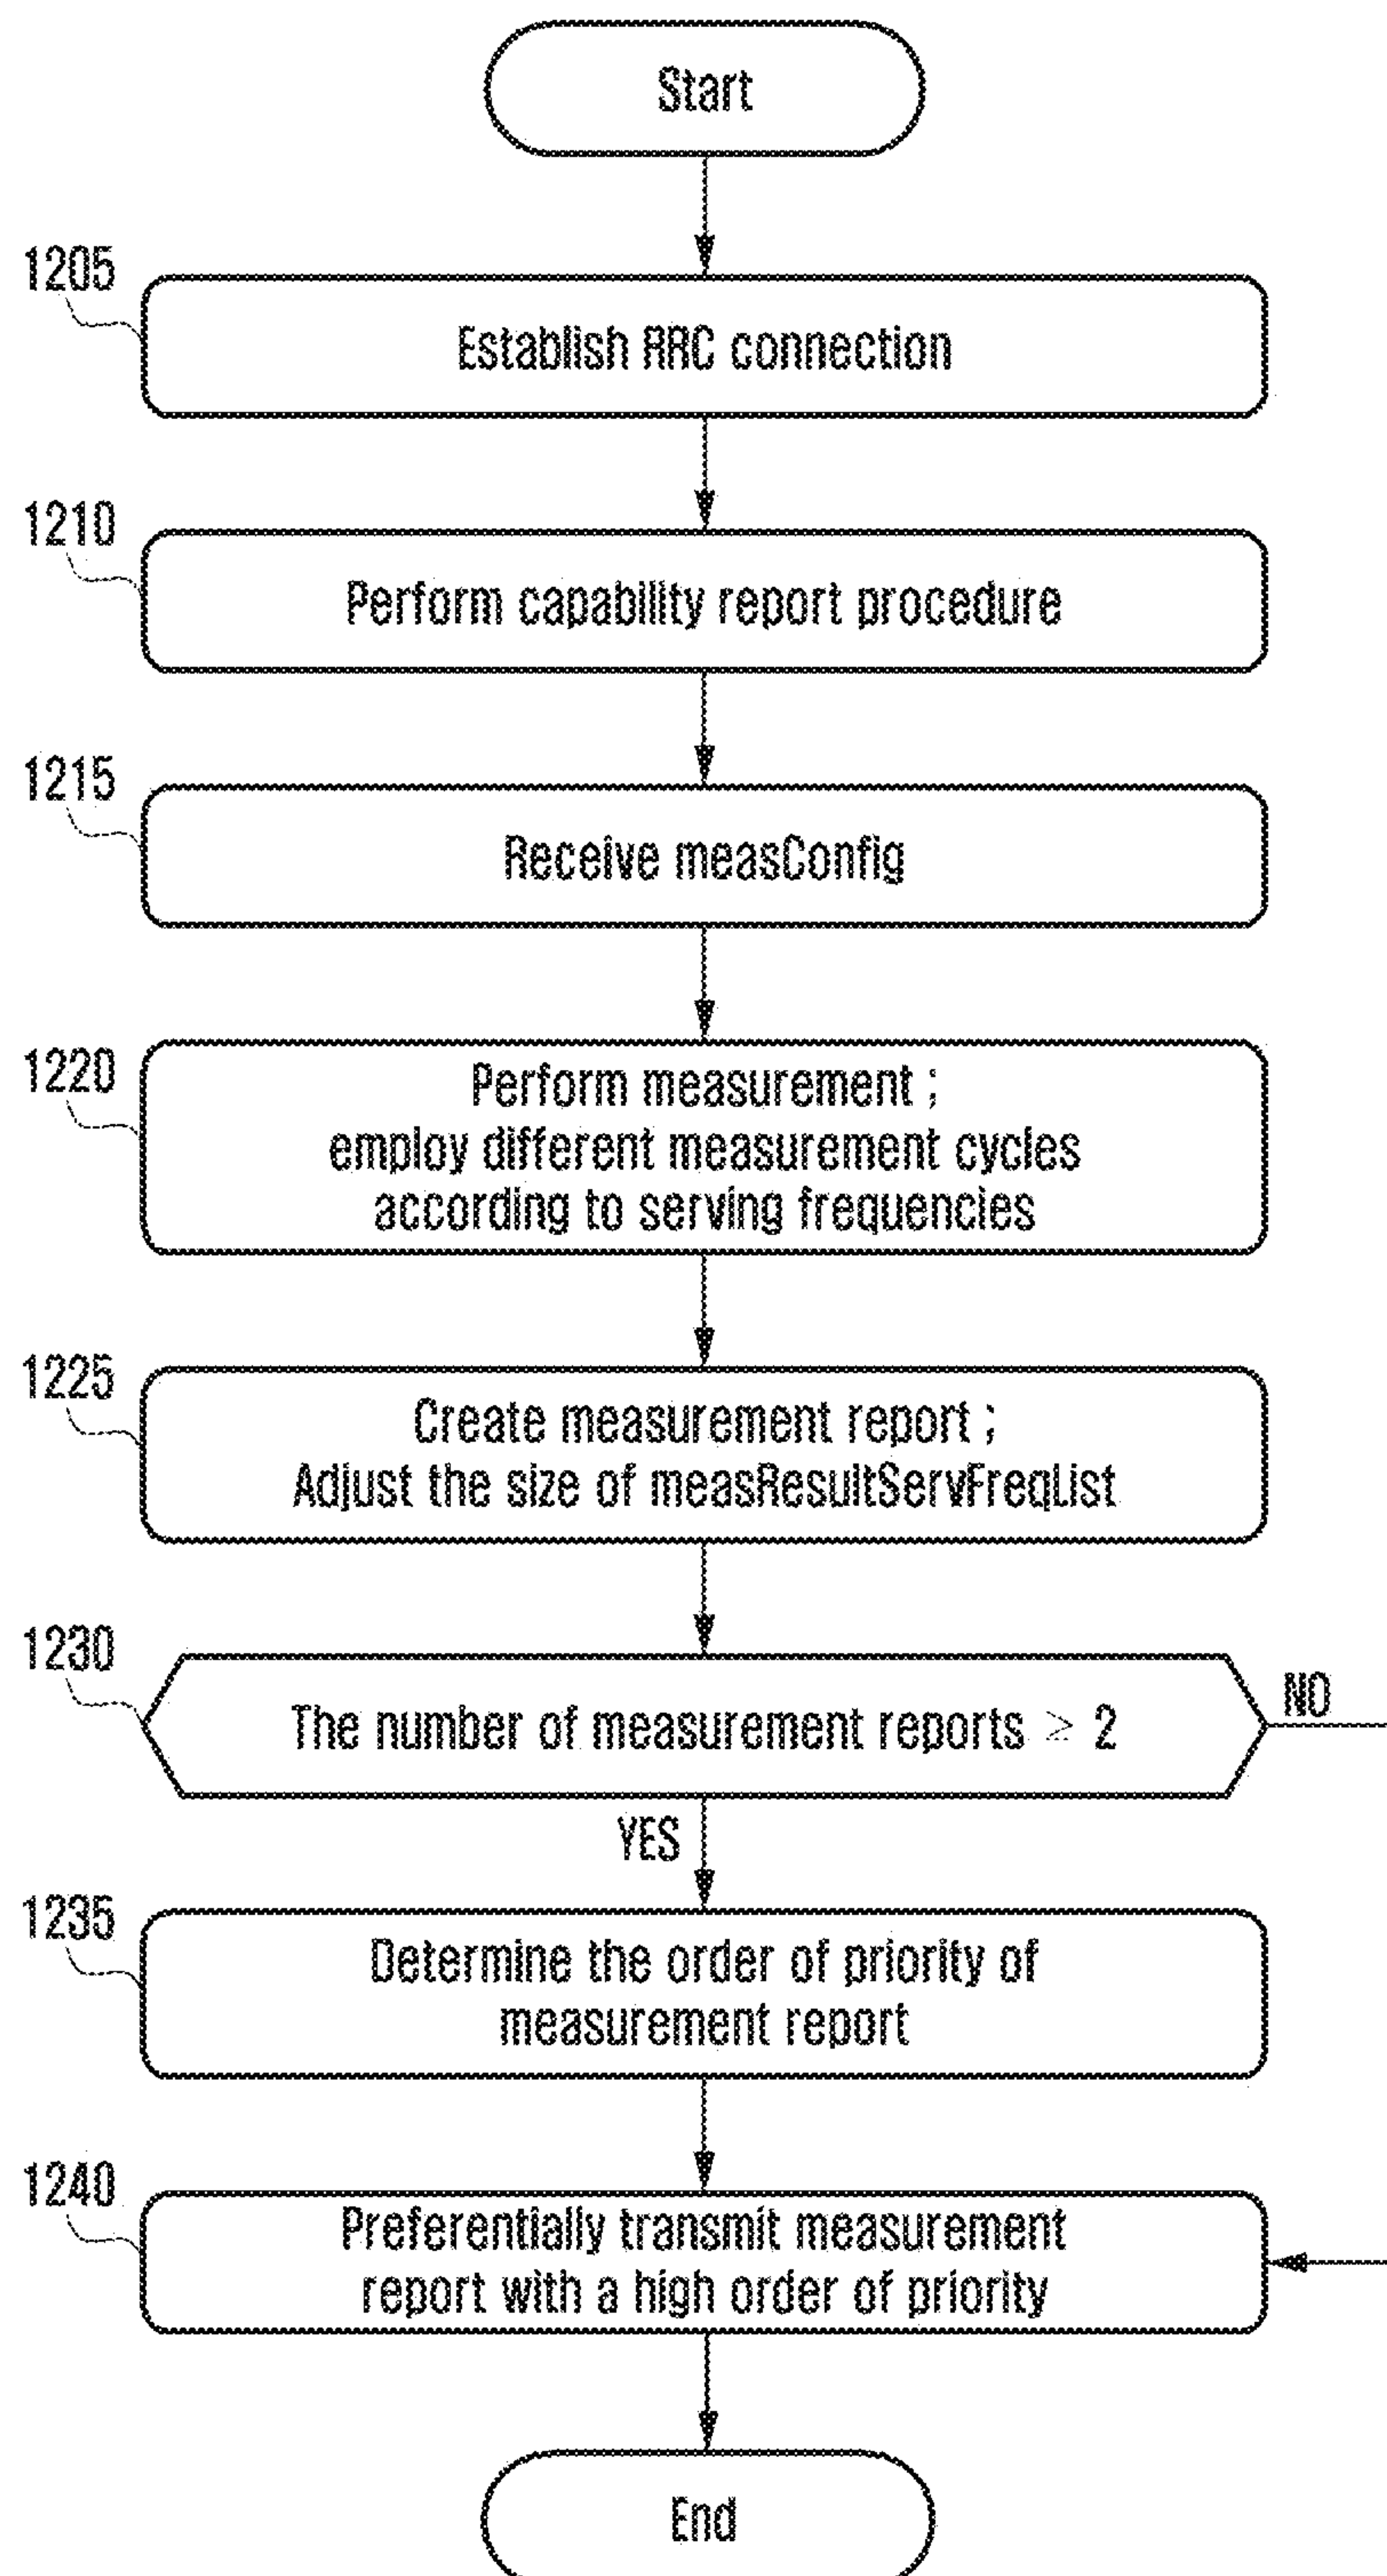 Start
1205
Establish RRC connection
1210
Perform capability report procedure
1215
Receive measConfig
1220
Perform measurement ;
employ different measurement cycles
according to serving frequencies
1225
Create measurement report ;
Adjust the size of measResultServFreqList
1230
The number of measurement reports ≥ 2
NO
YES
1235
Determine the order of priority of
measurement report
1240
Preferentially transmit measurement
report with a high order of priority
End